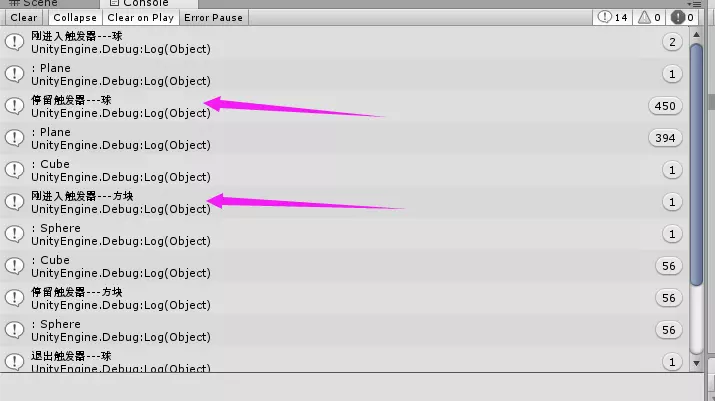 Scene
Console
Clear Collapse Clear on Play Error Pause 14 0 0
刚进入触发器---球
UnityEngine.Debug:Log(Object)
2
: Plane
UnityEngine.Debug:Log(Object)
1
停留触发器---球
UnityEngine.Debug:Log(Object)
450
: Plane
UnityEngine.Debug:Log(Object)
394
: Cube
UnityEngine.Debug:Log(Object)
1
刚进入触发器---方块
UnityEngine.Debug:Log(Object)
1
: Sphere
UnityEngine.Debug:Log(Object)
1
: Cube
UnityEngine.Debug:Log(Object)
56
停留触发器---方块
UnityEngine.Debug:Log(Object)
56
: Sphere
UnityEngine.Debug:Log(Object)
56
退出触发器---球
UnityEngine.Debug:Log(Object)
1